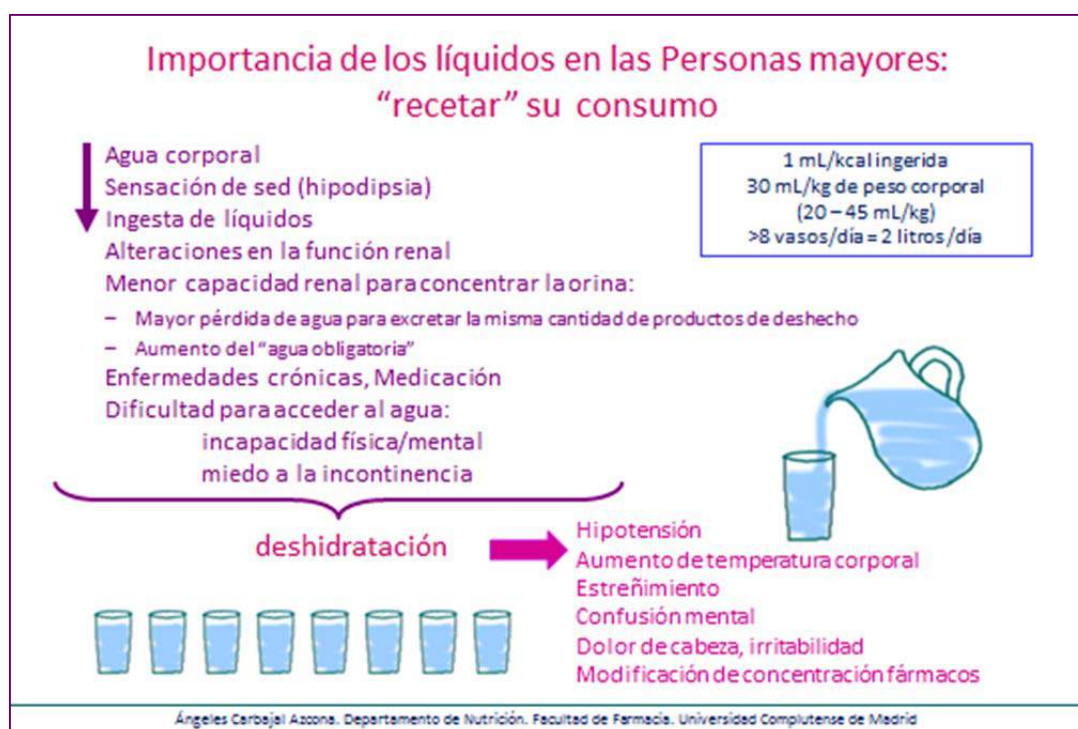 Importancia de los líquidos en las Personas mayores:
“recetar” su consumo
Agua corporal
Sensación de sed (hipodipsia)
Ingesta de líquidos
Alteraciones en la función renal
Menor capacidad renal para concentrar la orina:
– Mayor pérdida de agua para excretar la misma cantidad de productos de deshecho
– Aumento del “agua obligatoria”
Enfermedades crónicas, Medicación
Dificultad para acceder al agua:
incapacidad física/mental
miedo a la incontinencia
1 mL/kcal ingerida
30 mL/kg de peso corporal
(20 – 45 mL/kg)
>8 vasos/día = 2 litros/día
deshidratación
Hipotensión
Aumento de temperatura corporal
Estreñimiento
Confusión mental
Dolor de cabeza, irritabilidad
Modificación de concentración fármacos
Ángeles Carbajal Azcona. Departamento de Nutrición. Facultad de Farmacia. Universidad Complutense de Madrid